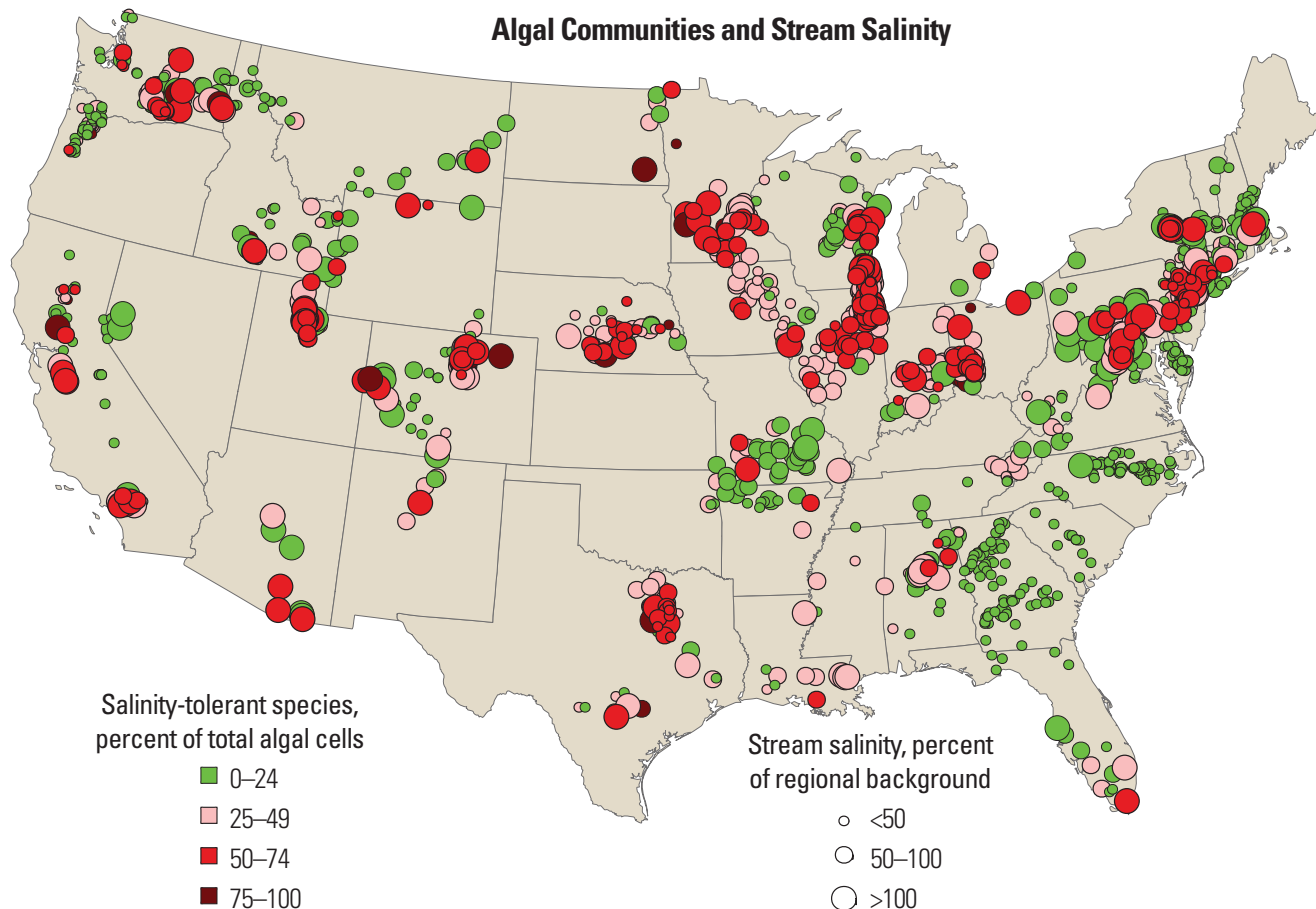 Algal Communities and Stream Salinity
Salinity-tolerant species,
percent of total algal cells
0–24
25–49
50–74
75–100
Stream salinity, percent
of regional background
<50
50–100
>100